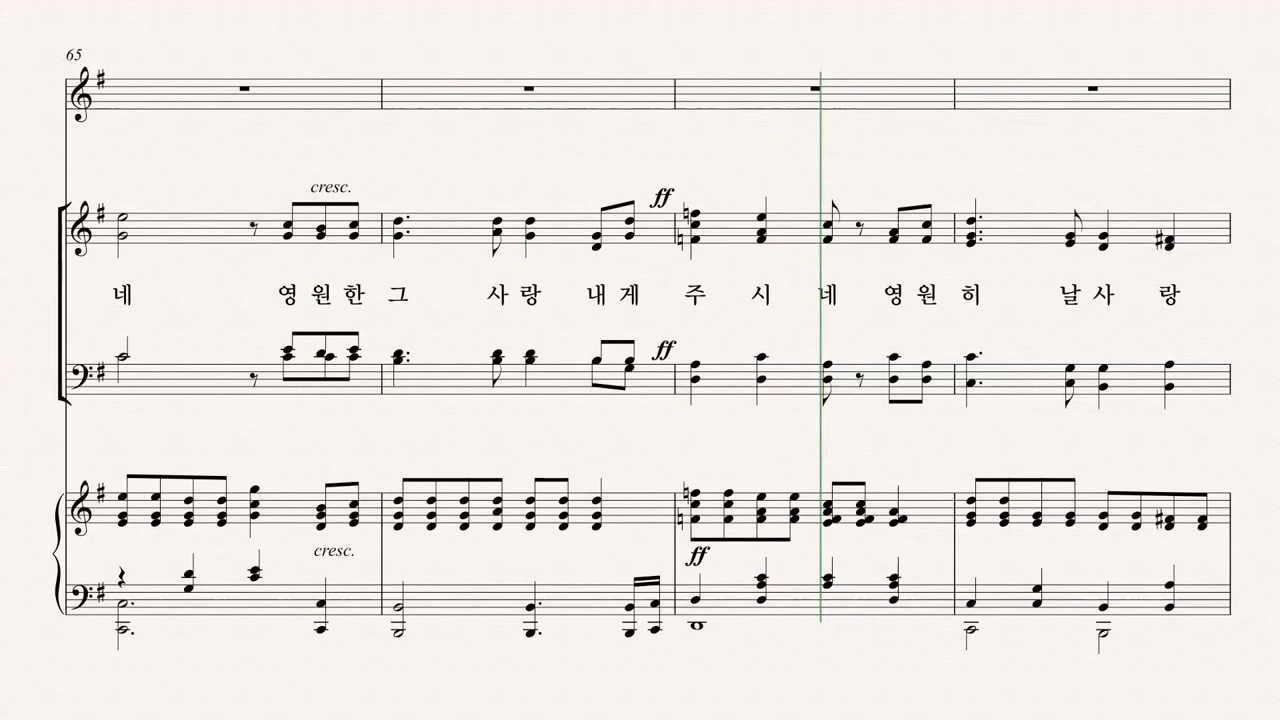 65
cresc.
ff
네 영 원 한 그 사 랑 내 게 주 시 네 영 원 히 날 사 랑
ff
cresc.
ff